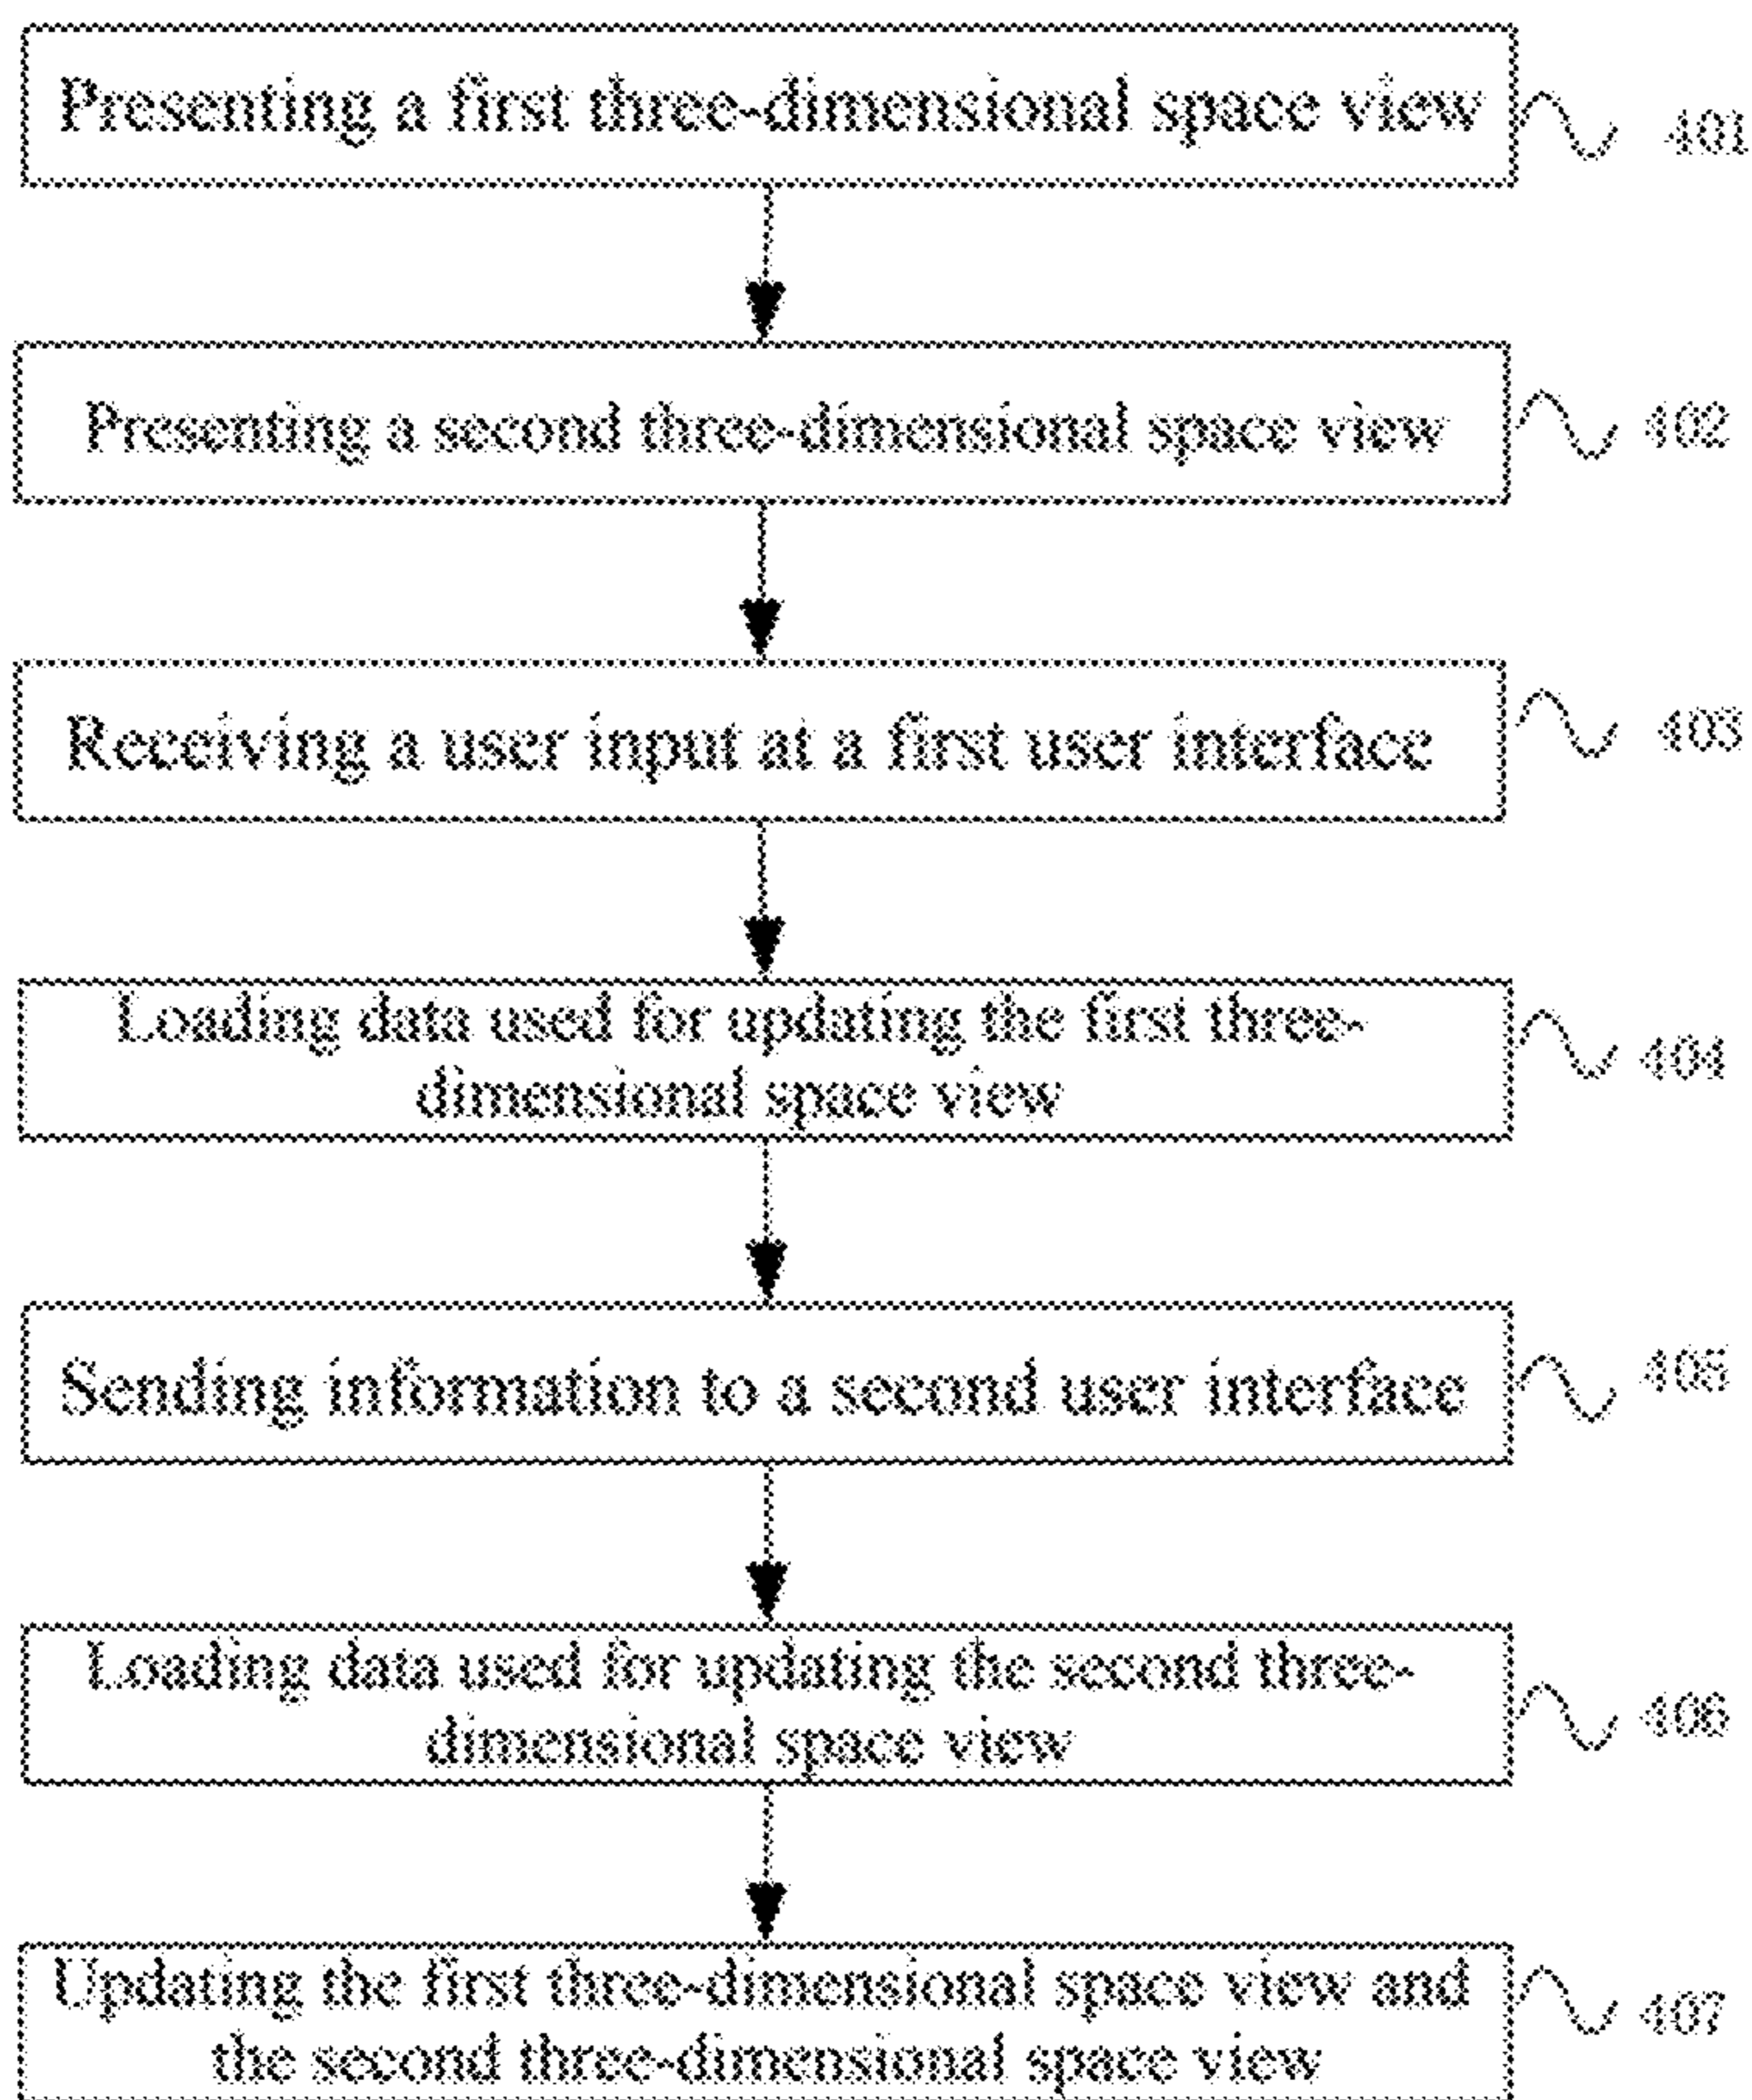 Presenting a first three-dimensional space view
401
Presenting a second three-dimensional space view
402
Receiving a user input at a first user interface
403
Loading data used for updating the first three-
dimensional space view
404
Sending information to a second user interface
405
Loading data used for updating the second three-
dimensional space view
406
Updating the first three-dimensional space view and
the second three-dimensional space view
407